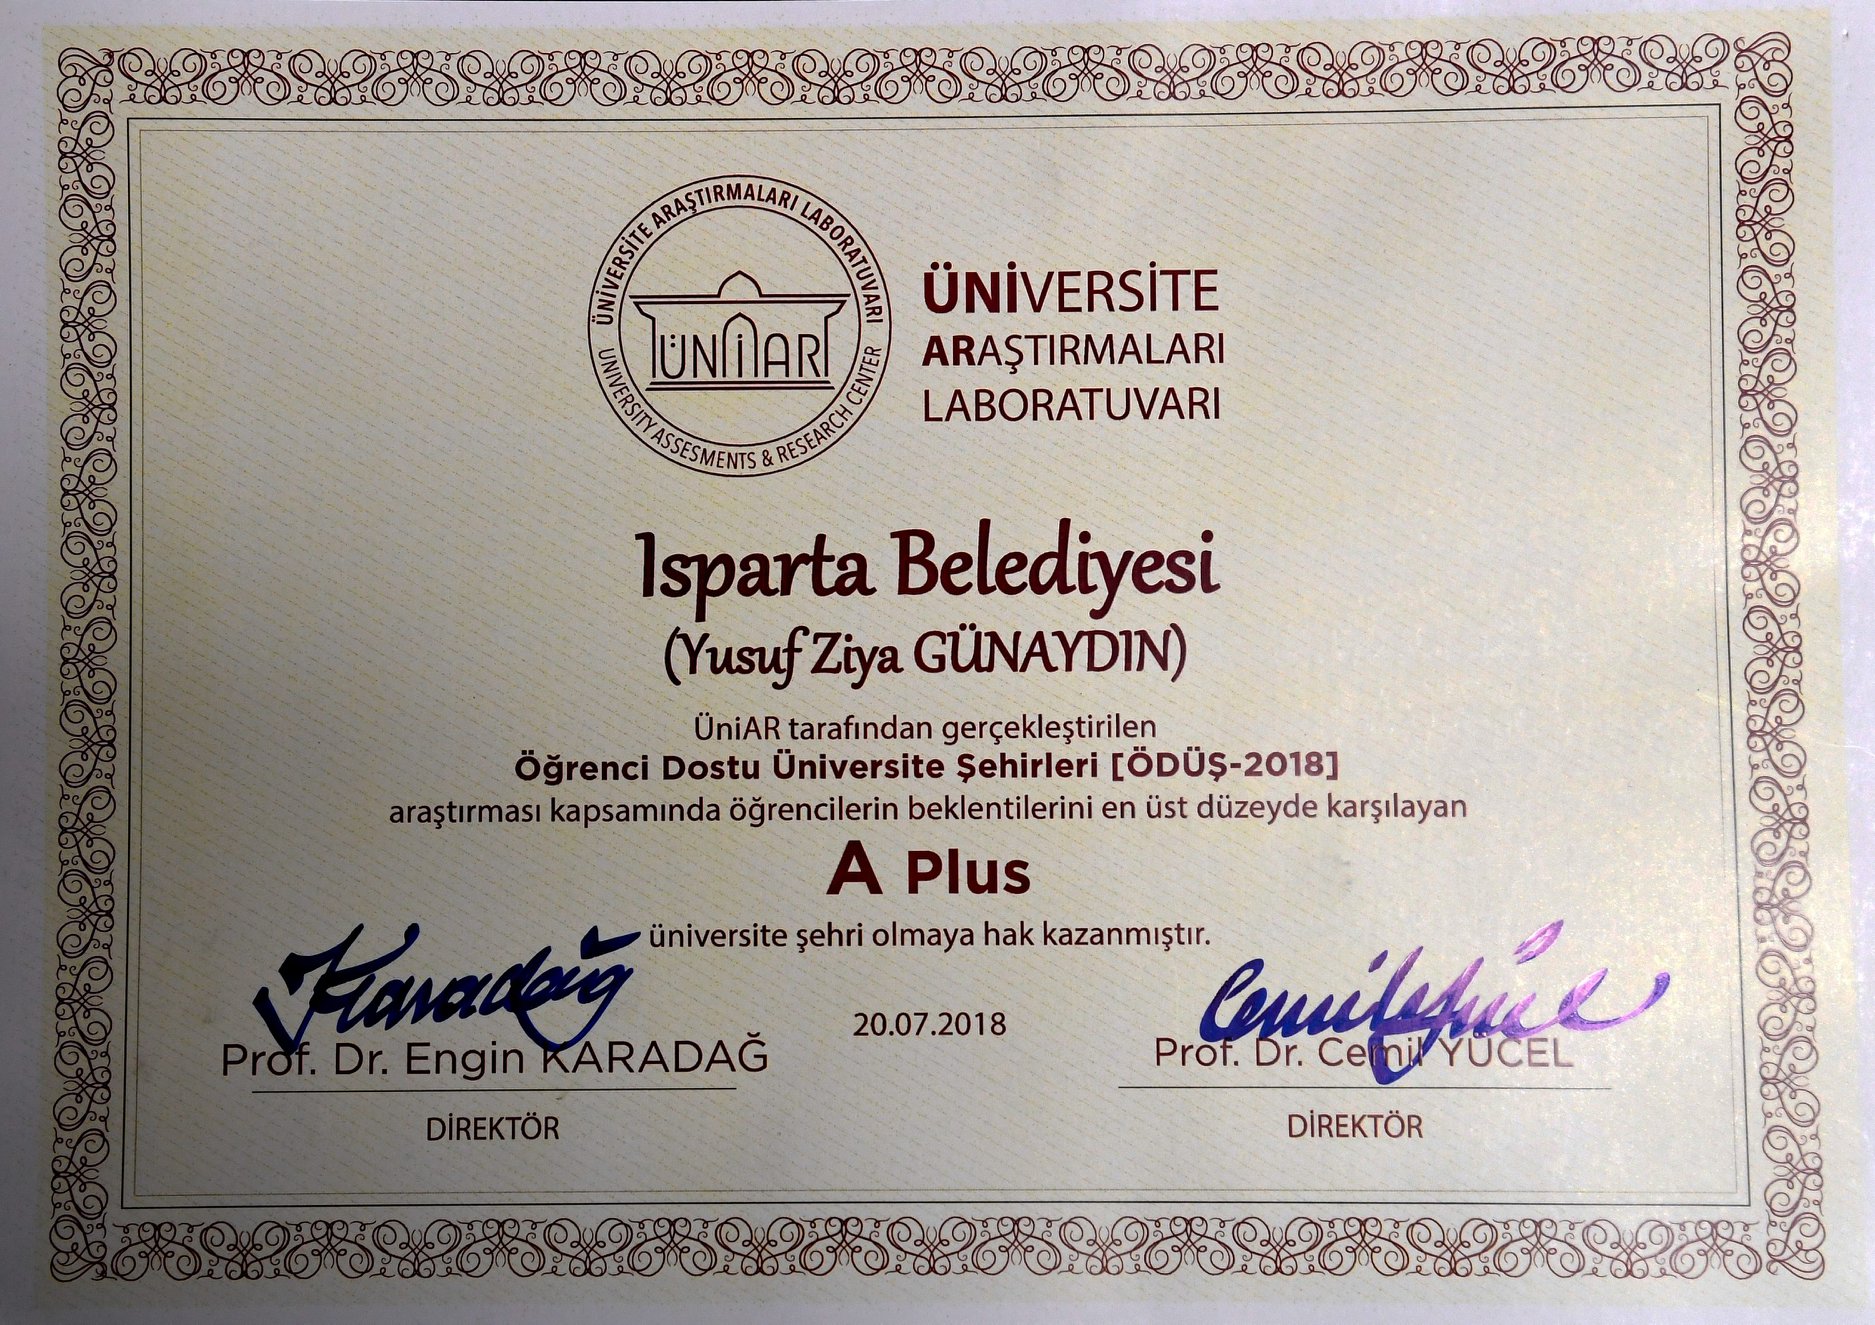 ÜNİVERSİTE ARAŞTIRMALARI LABORATUVARI
ÜNİAR
UNIVERSITY ASSESMENTS & RESEARCH CENTER
ÜNİVERSİTE
ARAŞTIRMALARI
LABORATUVARI
Isparta Belediyesi
(Yusuf Ziya GÜNAYDIN)
ÜniAR tarafından gerçekleştirilen
Öğrenci Dostu Üniversite Şehirleri [ÖDÜŞ-2018]
araştırması kapsamında öğrencilerin beklentilerini en üst düzeyde karşılayan
A Plus
üniversite şehri olmaya hak kazanmıştır.
Karadağ
Cemil Yücel
20.07.2018
Prof. Dr. Engin KARADAĞ
Prof. Dr. Cemil YÜCEL
DİREKTÖR
DİREKTÖR